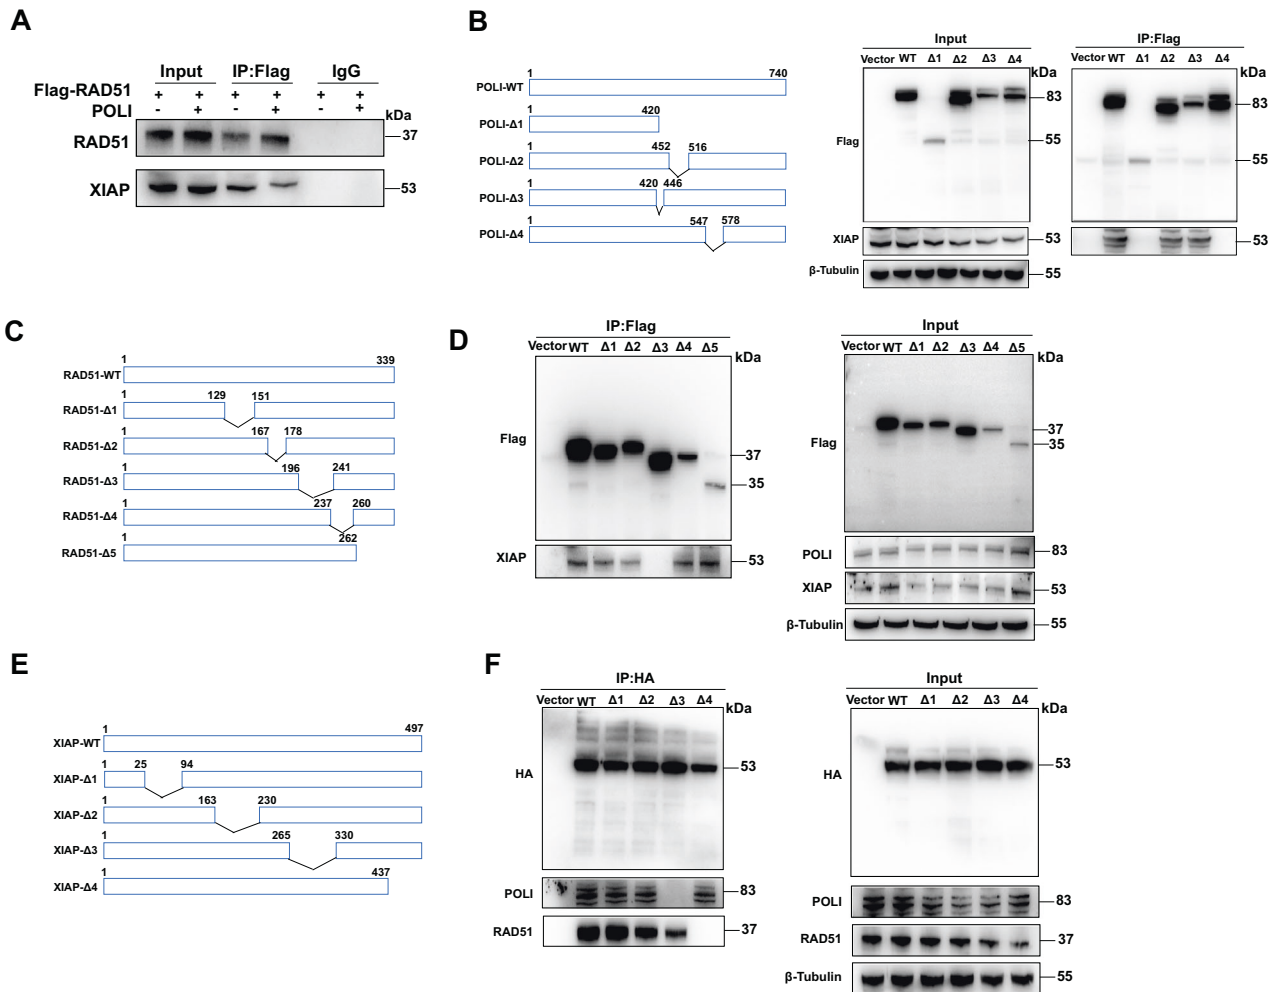 A
Input IP:Flag IgG
Flag-RAD51 + + + + + +
POLI - + - + - +
kDa
RAD51 37
XIAP 53
B
1 740
POLI-WT
1 420
POLI-Δ1
1 452 516
POLI-Δ2
1 420 446
POLI-Δ3
1 547 578
POLI-Δ4
Input
Vector WT Δ1 Δ2 Δ3 Δ4
kDa
83
Flag 55
XIAP 53
β-Tubulin 55
IP:Flag
Vector WT Δ1 Δ2 Δ3 Δ4
kDa
83
55
53
C
1 339
RAD51-WT
1 129 151
RAD51-Δ1
1 167 178
RAD51-Δ2
1 196 241
RAD51-Δ3
1 237 260
RAD51-Δ4
1 262
RAD51-Δ5
D
IP:Flag
Vector WT Δ1 Δ2 Δ3 Δ4 Δ5
kDa
Flag
37
35
XIAP 53
Input
Vector WT Δ1 Δ2 Δ3 Δ4 Δ5
kDa
37
Flag 35
POLI 83
XIAP 53
β-Tubulin 55
E
1 497
XIAP-WT
1 25 94
XIAP-Δ1
1 163 230
XIAP-Δ2
1 265 330
XIAP-Δ3
1 437
XIAP-Δ4
F
IP:HA
Vector WT Δ1 Δ2 Δ3 Δ4
kDa
HA 53
POLI 83
RAD51 37
Input
Vector WT Δ1 Δ2 Δ3 Δ4
kDa
HA 53
POLI 83
RAD51 37
β-Tubulin 55